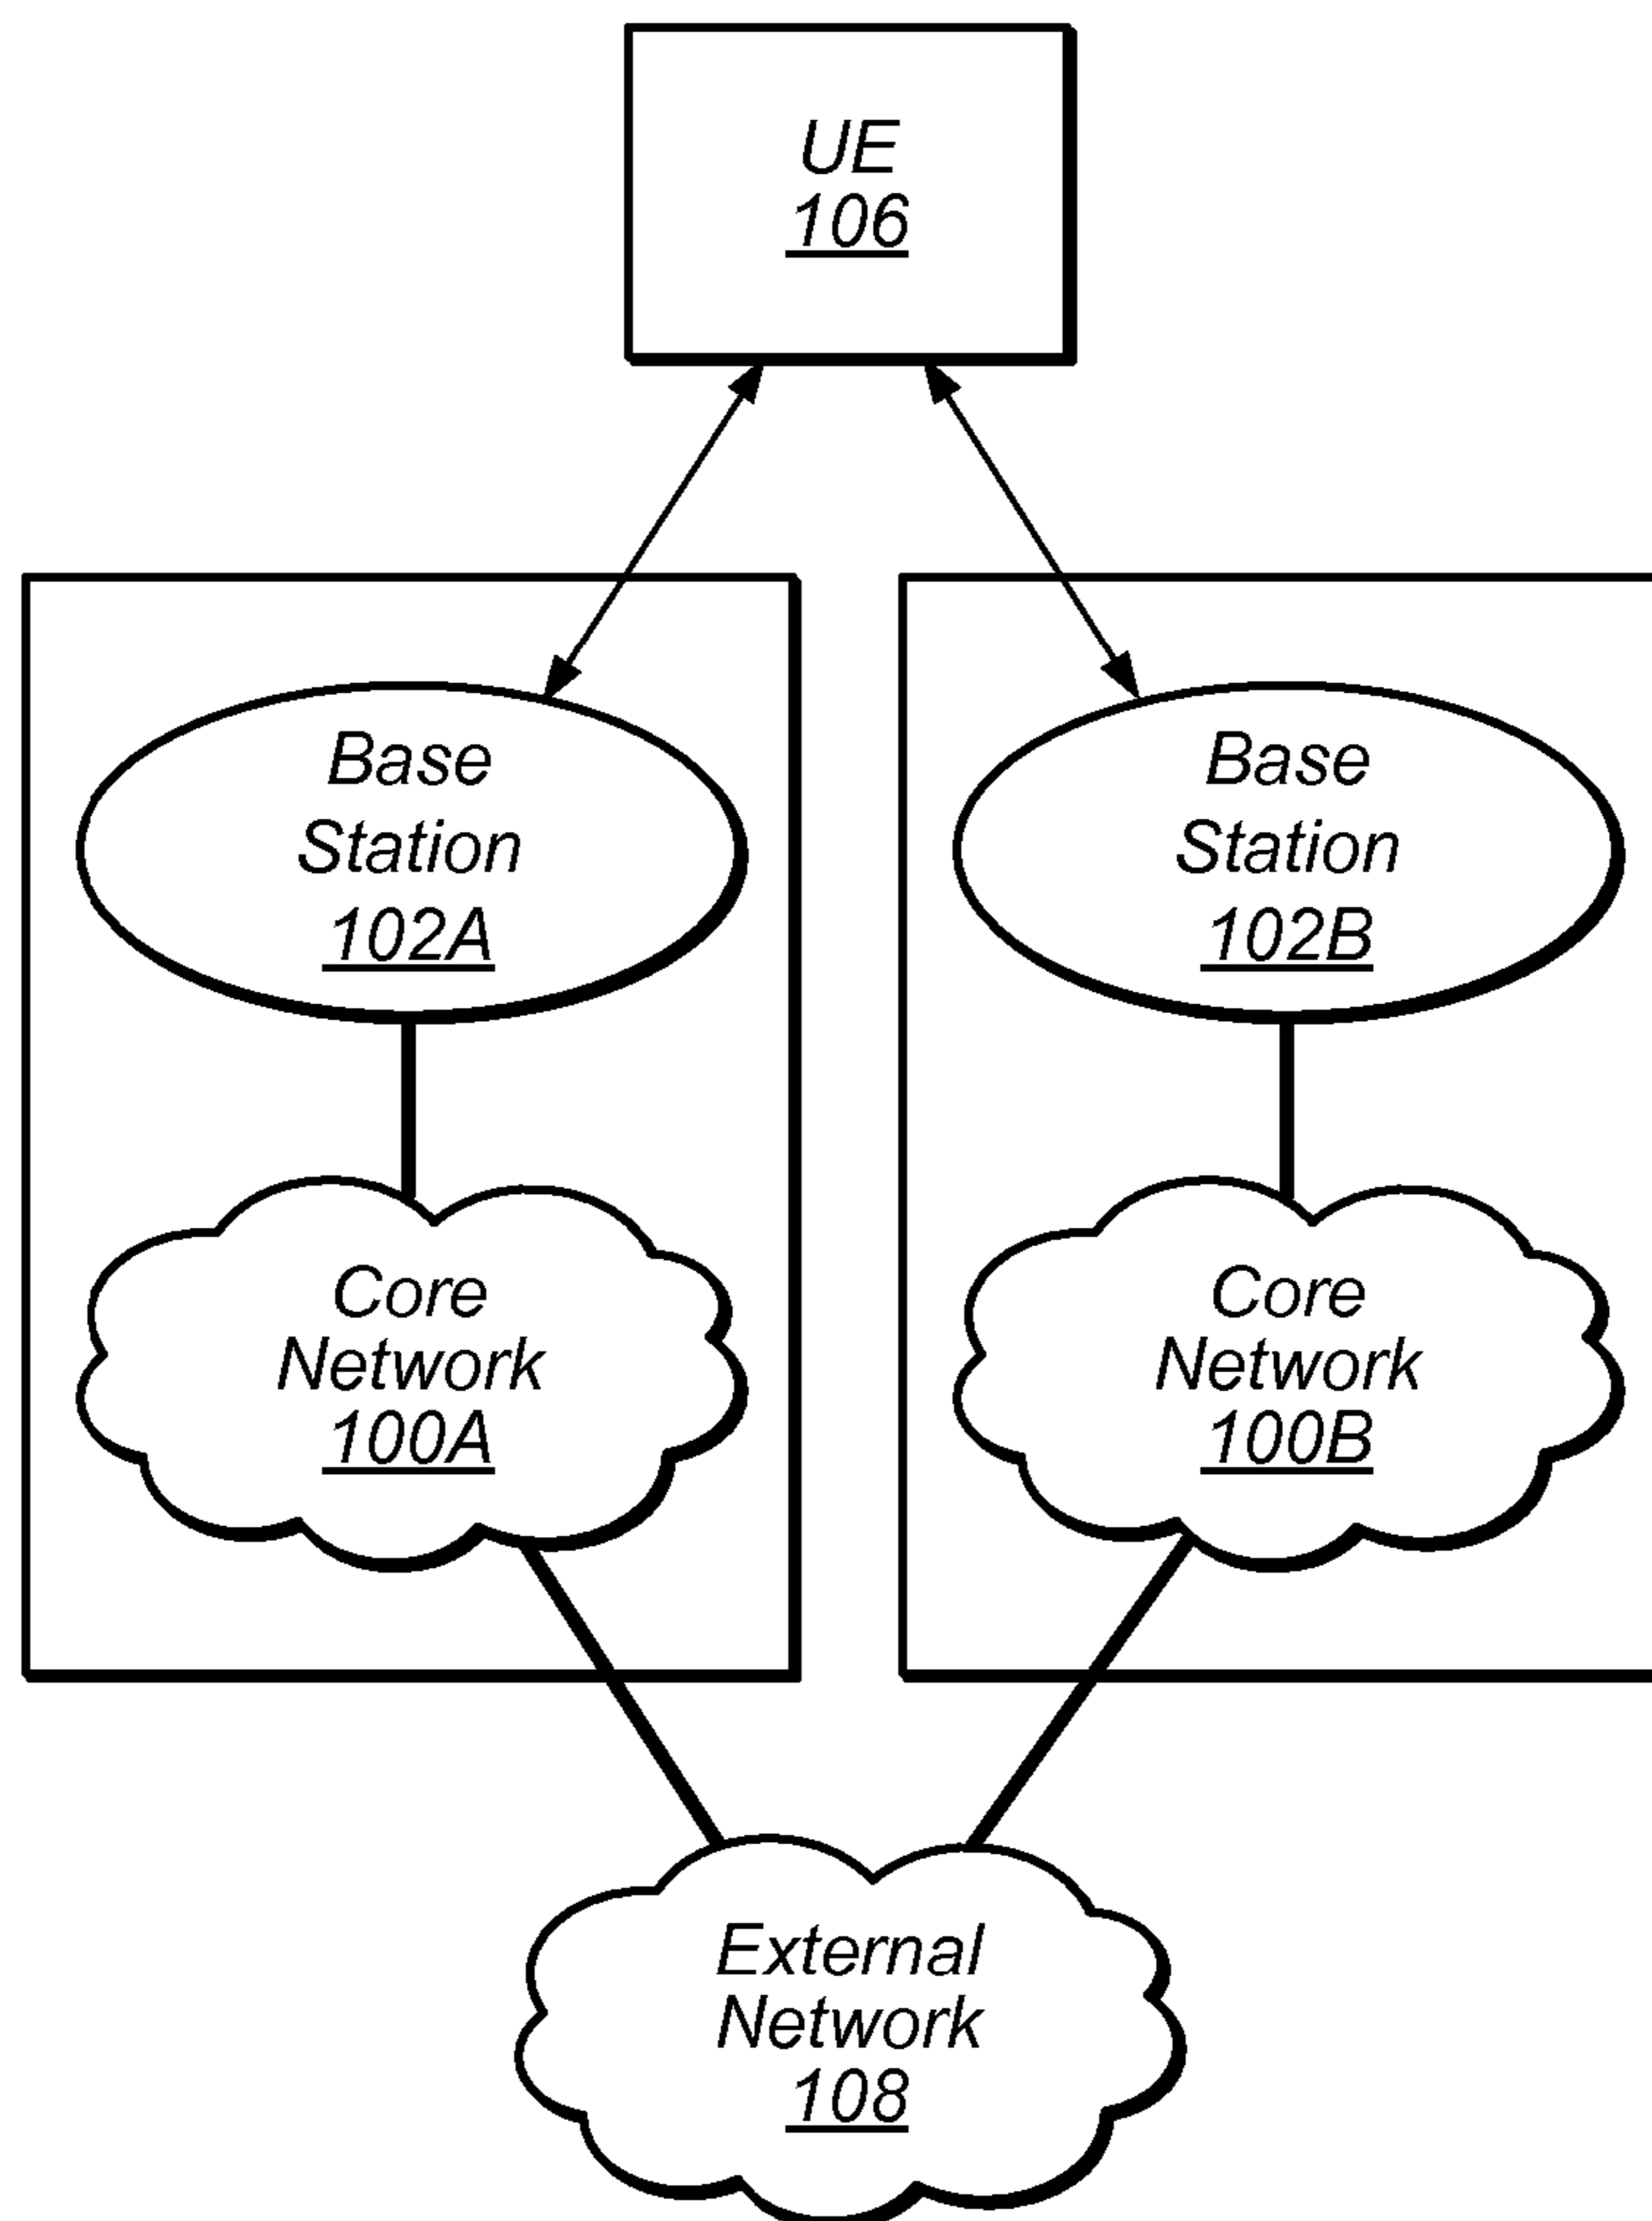 UE
106
Base
Station
102A
Base
Station
102B
Core
Network
100A
Core
Network
100B
External
Network
108